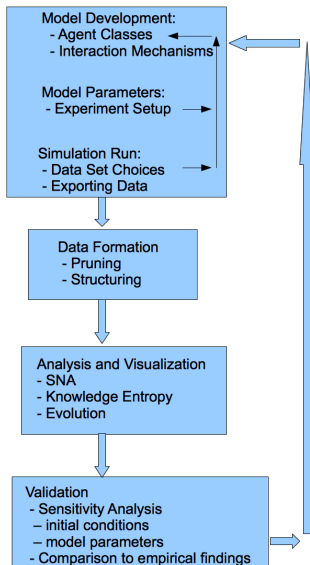 Model Development:
- Agent Classes
- Interaction Mechanisms
Model Parameters:
- Experiment Setup
Simulation Run:
- Data Set Choices
- Exporting Data
Data Formation
- Pruning
- Structuring
Analysis and Visualization
- SNA
- Knowledge Entropy
- Evolution
Validation
- Sensitivity Analysis
– initial conditions
– model parameters
- Comparison to empirical findings